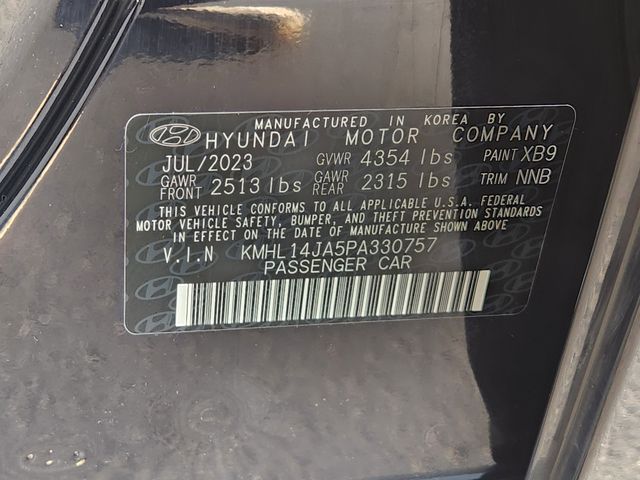 MANUFACTURED IN KOREA BY
HYUNDAI MOTOR COMPANY
JUL/2023 GVWR 4354 lbs PAINT XB9
GAWR FRONT 2513 lbs GAWR REAR 2315 lbs TRIM NNB
THIS VEHICLE CONFORMS TO ALL APPLICABLE U.S.A. FEDERAL
MOTOR VEHICLE SAFETY, BUMPER, AND THEFT PREVENTION STANDARDS
IN EFFECT ON THE DATE OF MANUFACTURE SHOWN ABOVE
V.I.N KMHL14JA5PA330757
PASSENGER CAR